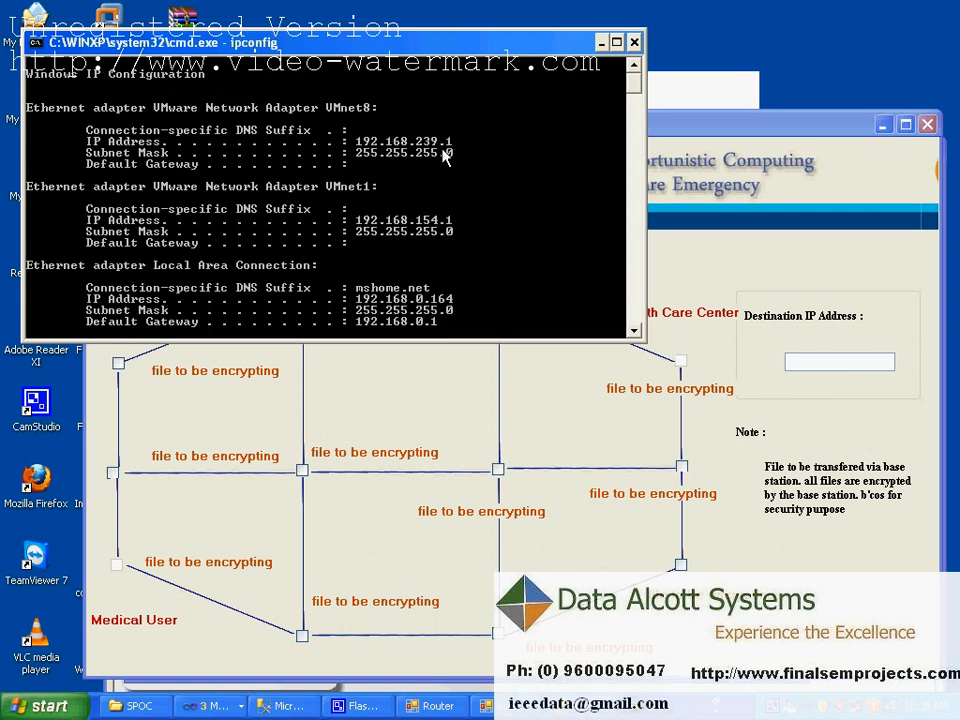 Unregistered Version
http://www.video-watermark.com
C:\WINXP\system32\cmd.exe - ipconfig
Windows IP Configuration
Ethernet adapter VMware Network Adapter VMnet8:
Connection-specific DNS Suffix . :
IP Address. . . . . . . . . . . . : 192.168.239.1
Subnet Mask . . . . . . . . . . . : 255.255.255.0
Default Gateway . . . . . . . . . :
Ethernet adapter VMware Network Adapter VMnet1:
Connection-specific DNS Suffix . :
IP Address. . . . . . . . . . . . : 192.168.154.1
Subnet Mask . . . . . . . . . . . : 255.255.255.0
Default Gateway . . . . . . . . . :
Ethernet adapter Local Area Connection:
Connection-specific DNS Suffix . : mshome.net
IP Address. . . . . . . . . . . . : 192.168.0.164
Subnet Mask . . . . . . . . . . . : 255.255.255.0
Default Gateway . . . . . . . . . : 192.168.0.1
Computing
Emergency
Care Center
Destination IP Address :
file to be encrypting
file to be encrypting
Note :
file to be encrypting
file to be encrypting
File to be transfered via base
station. all files are encrypted
by the base station. b'cos for
security purpose
file to be encrypting
file to be encrypting
file to be encrypting
file to be encrypting
Medical User
file to be encrypting
Adobe Reader
XI
CamStudio
Mozilla Firefox
TeamViewer 7
VLC media
player
Data Alcott Systems
Experience the Excellence
Ph: (0) 9600095047
http://www.finalsemprojects.com
ieeedata@gmail.com
start
SPOC
3 M...
Micr...
Flas...
Router